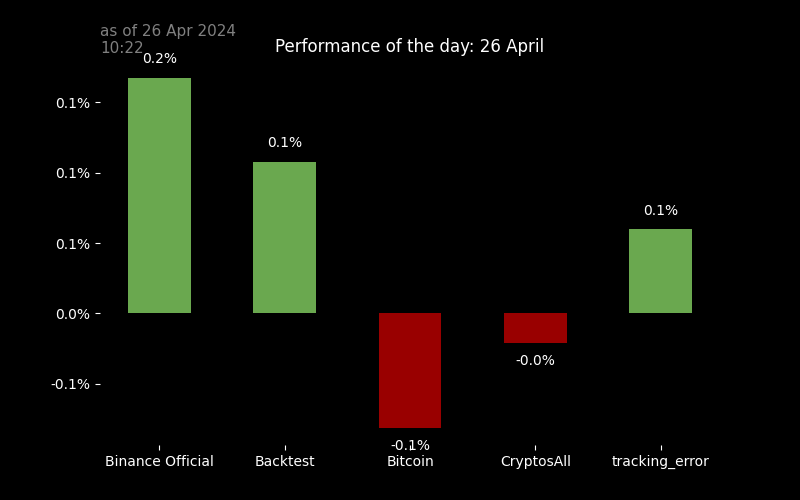 as of 26 Apr 2024
10:22
Performance of the day: 26 April
0.2%
0.1%
0.1%
0.1%
0.1%
0.1%
0.0%
-0.1%
-0.0%
-0.1%
Binance Official
Backtest
Bitcoin
CryptosAll
tracking_error